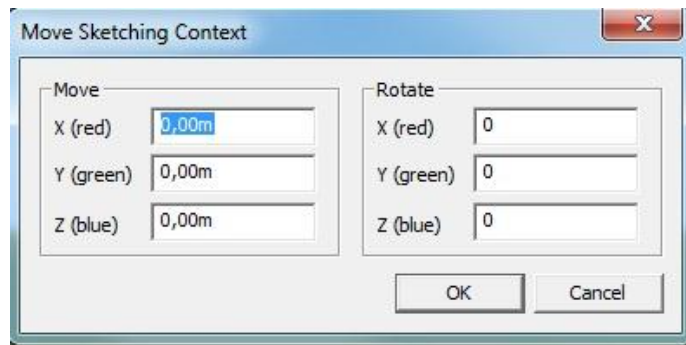 Move Sketching Context
Move
X (red) 0,00m
Y (green) 0,00m
Z (blue) 0,00m
Rotate
X (red) 0
Y (green) 0
Z (blue) 0
OK Cancel